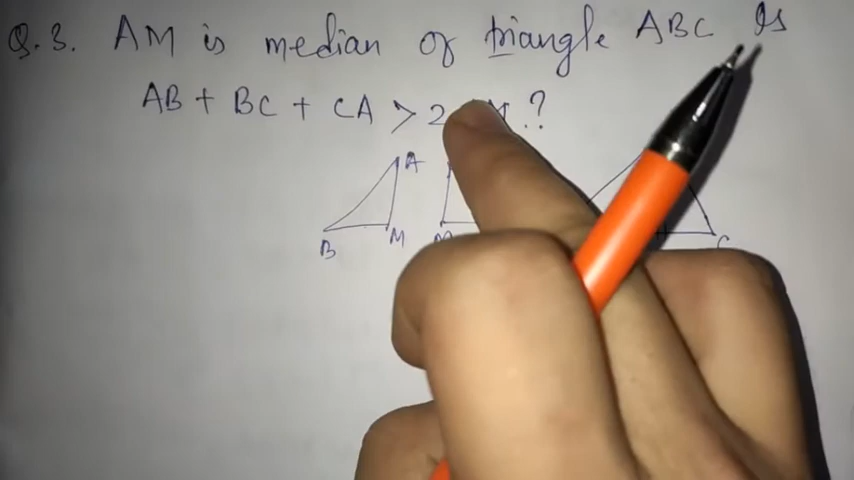 Q.3. AM is median of triangle ABC Is
AB + BC + CA > 2 ?
A
B M
C